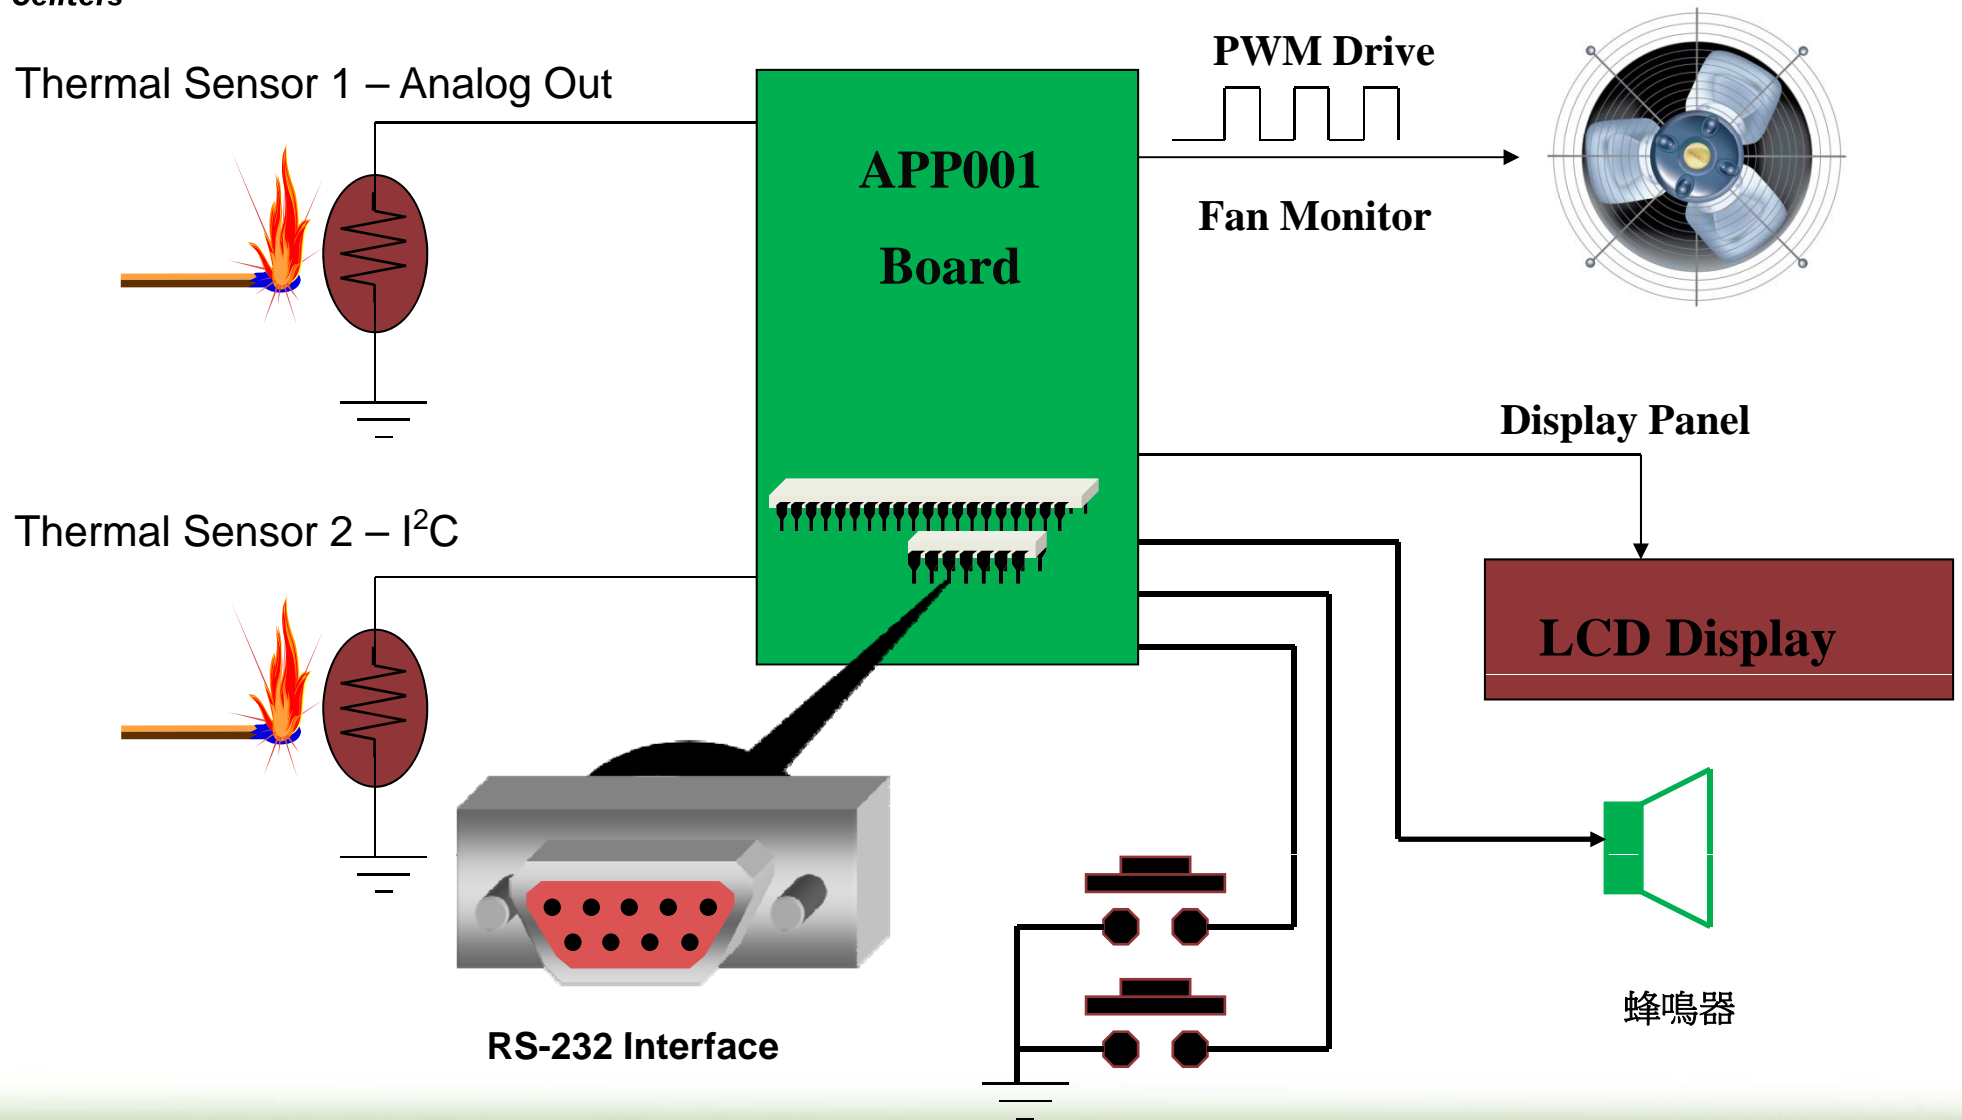 Thermal Sensor 1 – Analog Out
PWM Drive
APP001
Board
Fan Monitor
Display Panel
Thermal Sensor 2 – I²C
LCD Display
蜂鳴器
RS-232 Interface